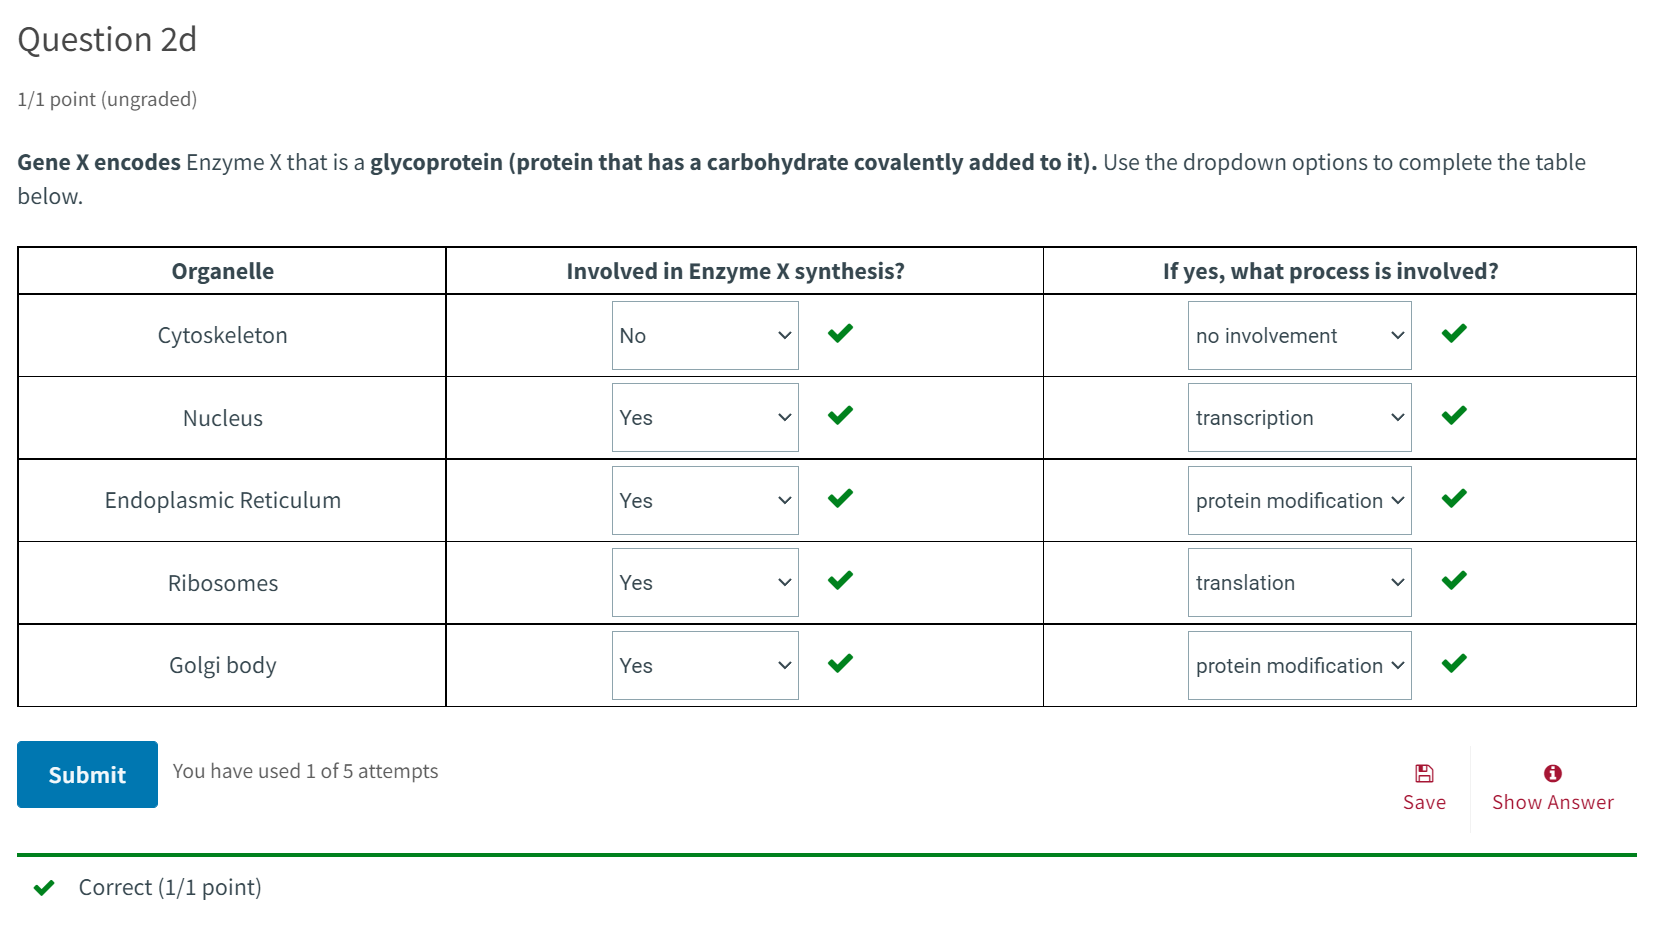 Question 2d
1/1 point (ungraded)
Gene X encodes Enzyme X that is a glycoprotein (protein that has a carbohydrate covalently added to it). Use the dropdown options to complete the table
below.
Organelle Involved in Enzyme X synthesis? If yes, what process is involved?
Cytoskeleton No no involvement
Nucleus Yes transcription
Endoplasmic Reticulum Yes protein modification
Ribosomes Yes translation
Golgi body Yes protein modification
Submit You have used 1 of 5 attempts
Save Show Answer
Correct (1/1 point)